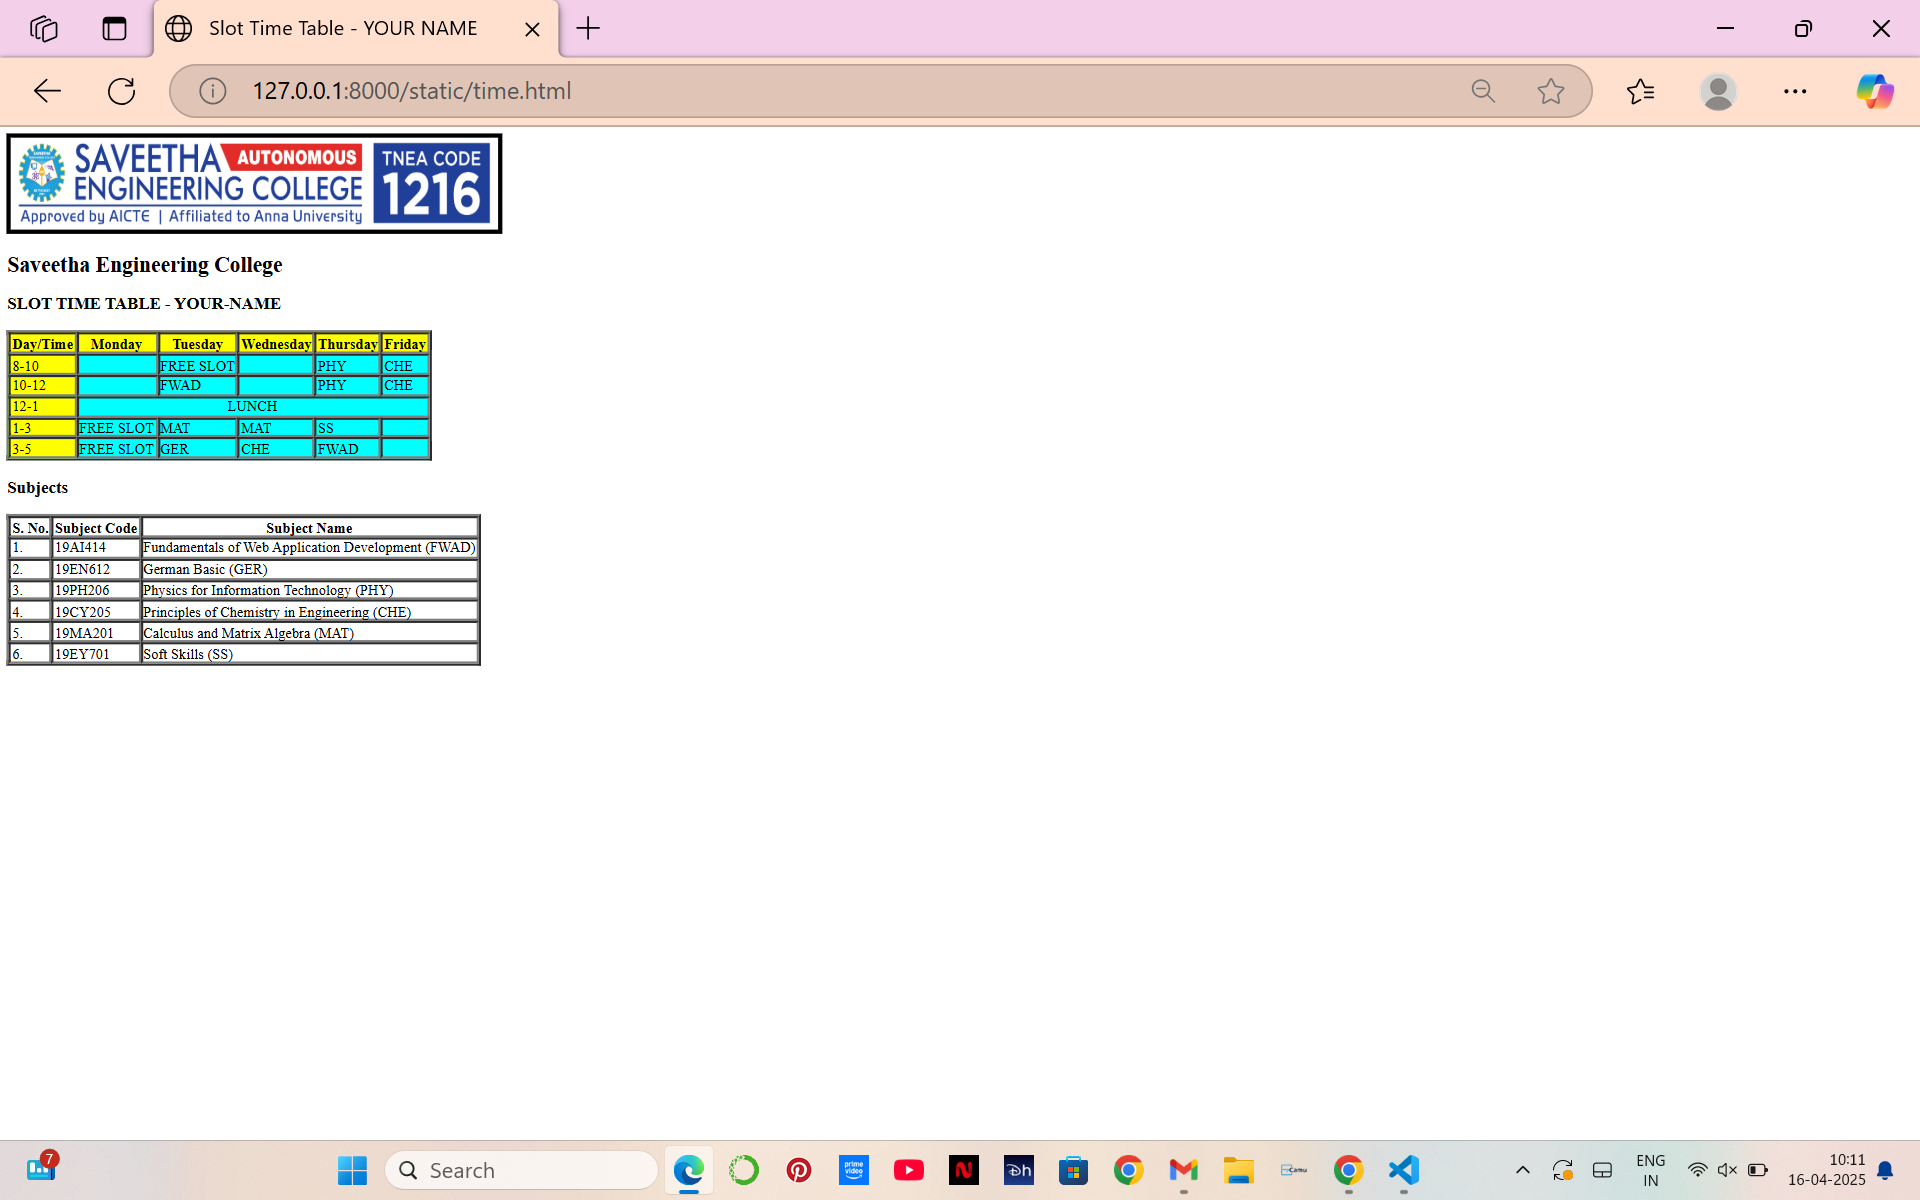 Slot Time Table - YOUR NAME
127.0.0.1:8000/static/time.html
SAVEETHA AUTONOMOUS
ENGINEERING COLLEGE
Approved by AICTE | Affiliated to Anna University
TNEA CODE
1216
Saveetha Engineering College
SLOT TIME TABLE - YOUR-NAME
Day/Time Monday Tuesday Wednesday Thursday Friday
8-10 FREE SLOT PHY CHE
10-12 FWAD PHY CHE
12-1 LUNCH
1-3 FREE SLOT MAT MAT SS
3-5 FREE SLOT GER CHE FWAD
Subjects
S. No. Subject Code Subject Name
1. 19AI414 Fundamentals of Web Application Development (FWAD)
2. 19EN612 German Basic (GER)
3. 19PH206 Physics for Information Technology (PHY)
4. 19CY205 Principles of Chemistry in Engineering (CHE)
5. 19MA201 Calculus and Matrix Algebra (MAT)
6. 19EY701 Soft Skills (SS)
7
Search
prime video
N
Dh
camu
ENG
IN
10:11
16-04-2025